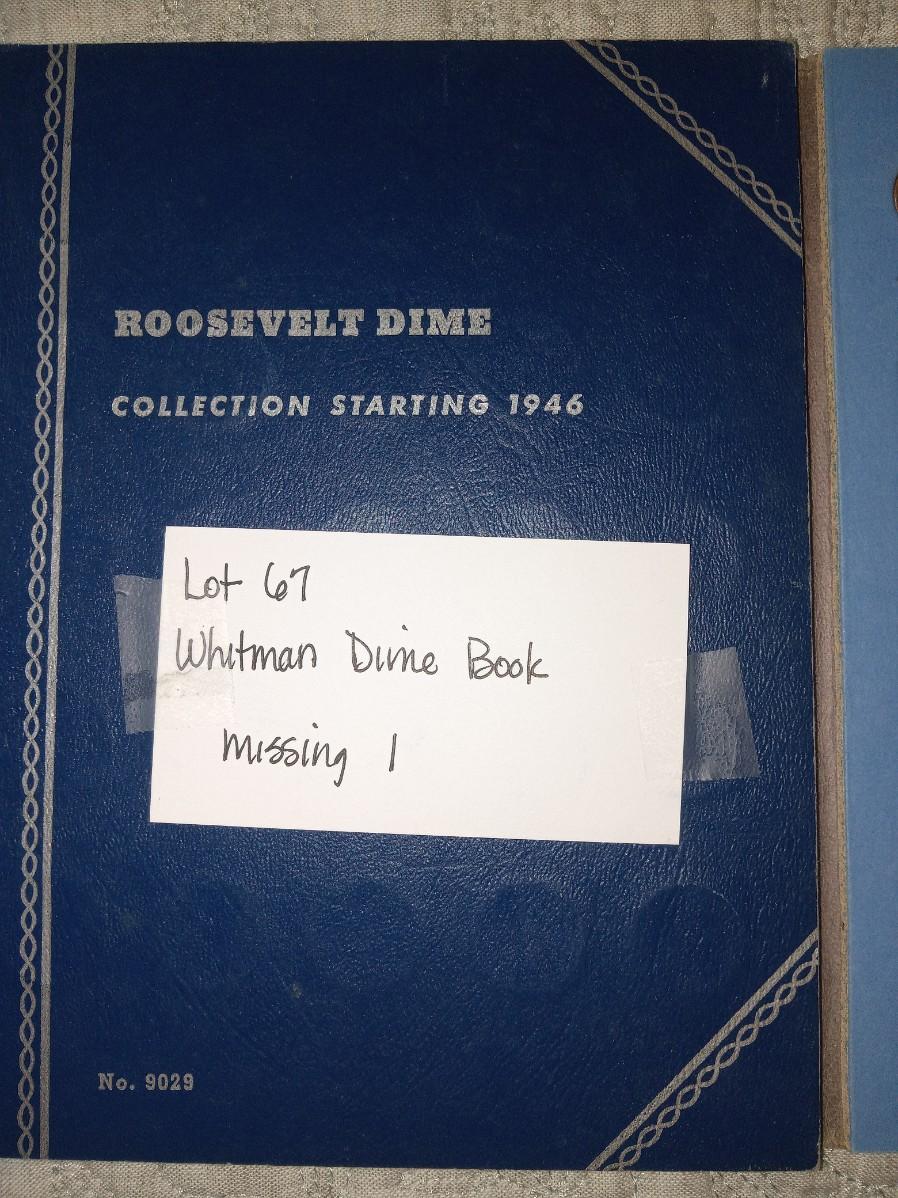 ROOSEVELT DIME
COLLECTION STARTING 1946
Lot 67
Whitman Dime Book
missing 1
No. 9029